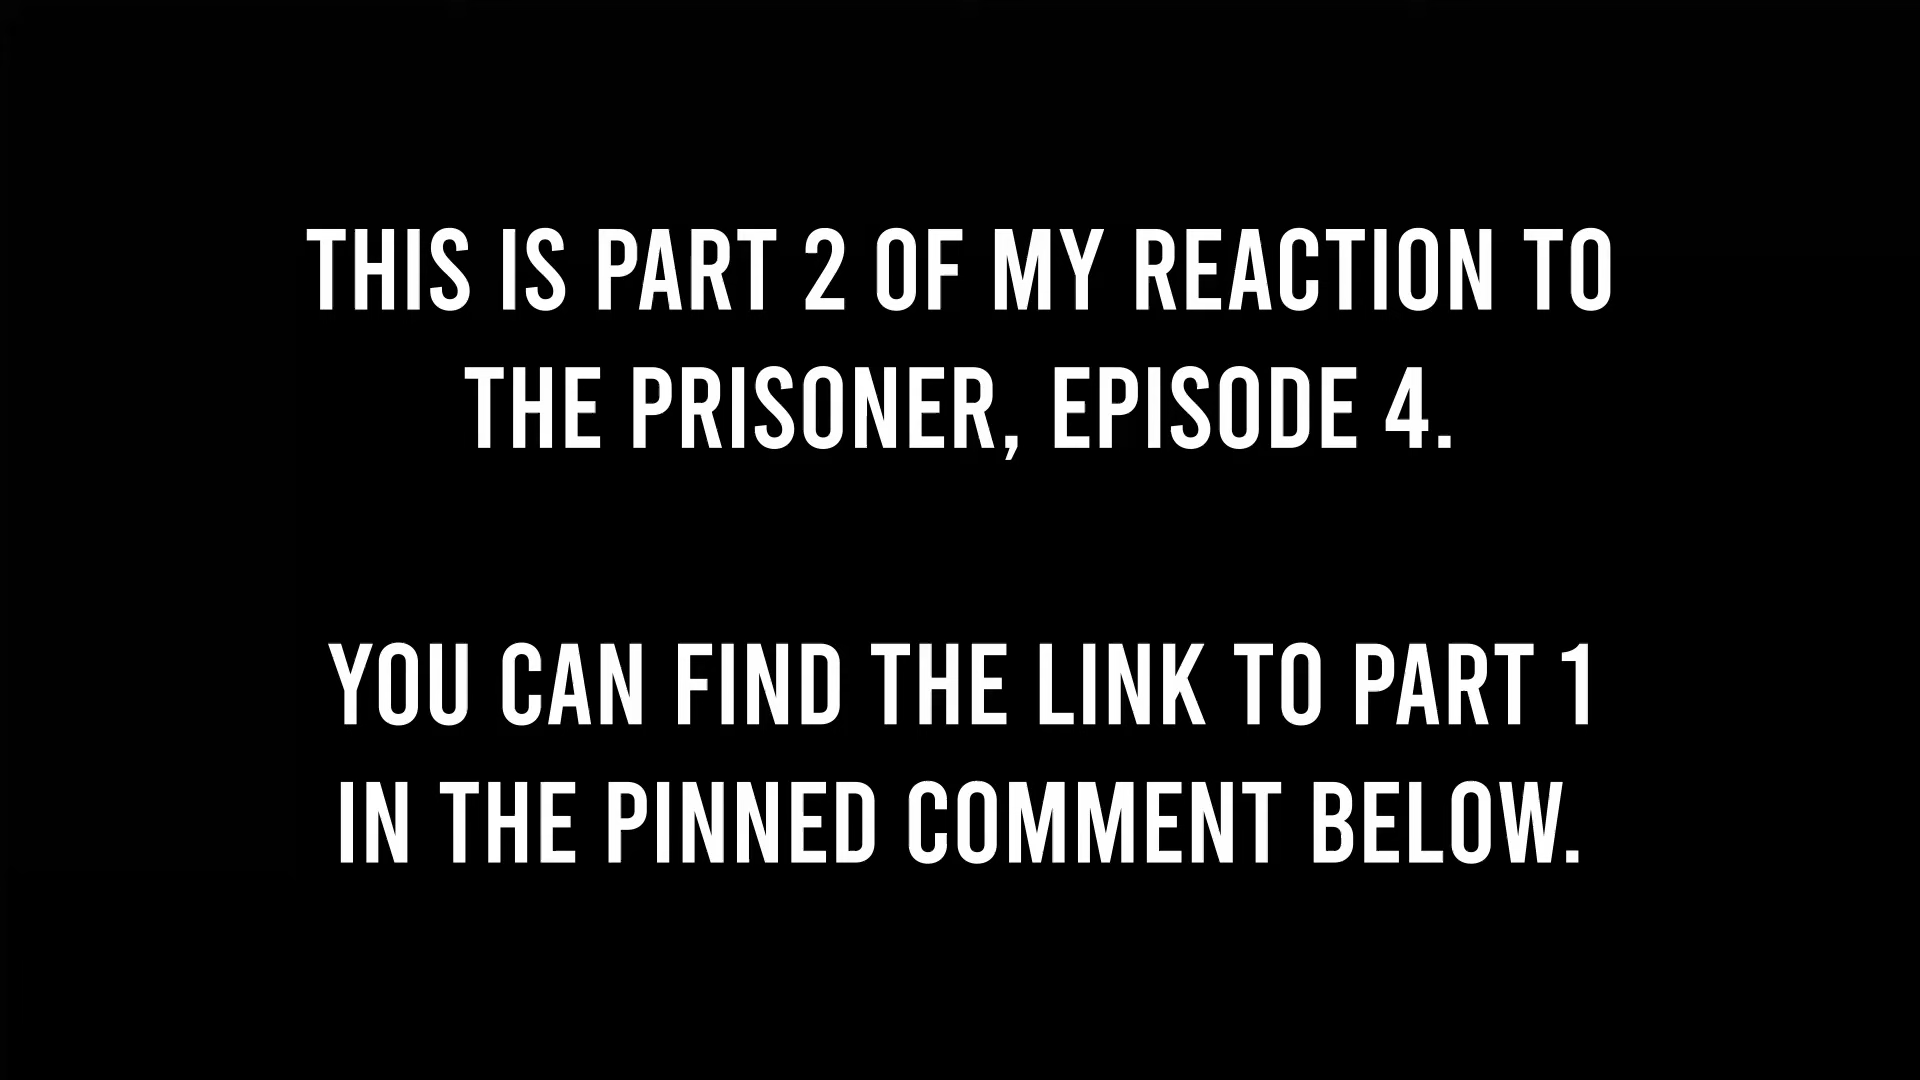 THIS IS PART 2 OF MY REACTION TO
THE PRISONER, EPISODE 4.
YOU CAN FIND THE LINK TO PART 1
IN THE PINNED COMMENT BELOW.